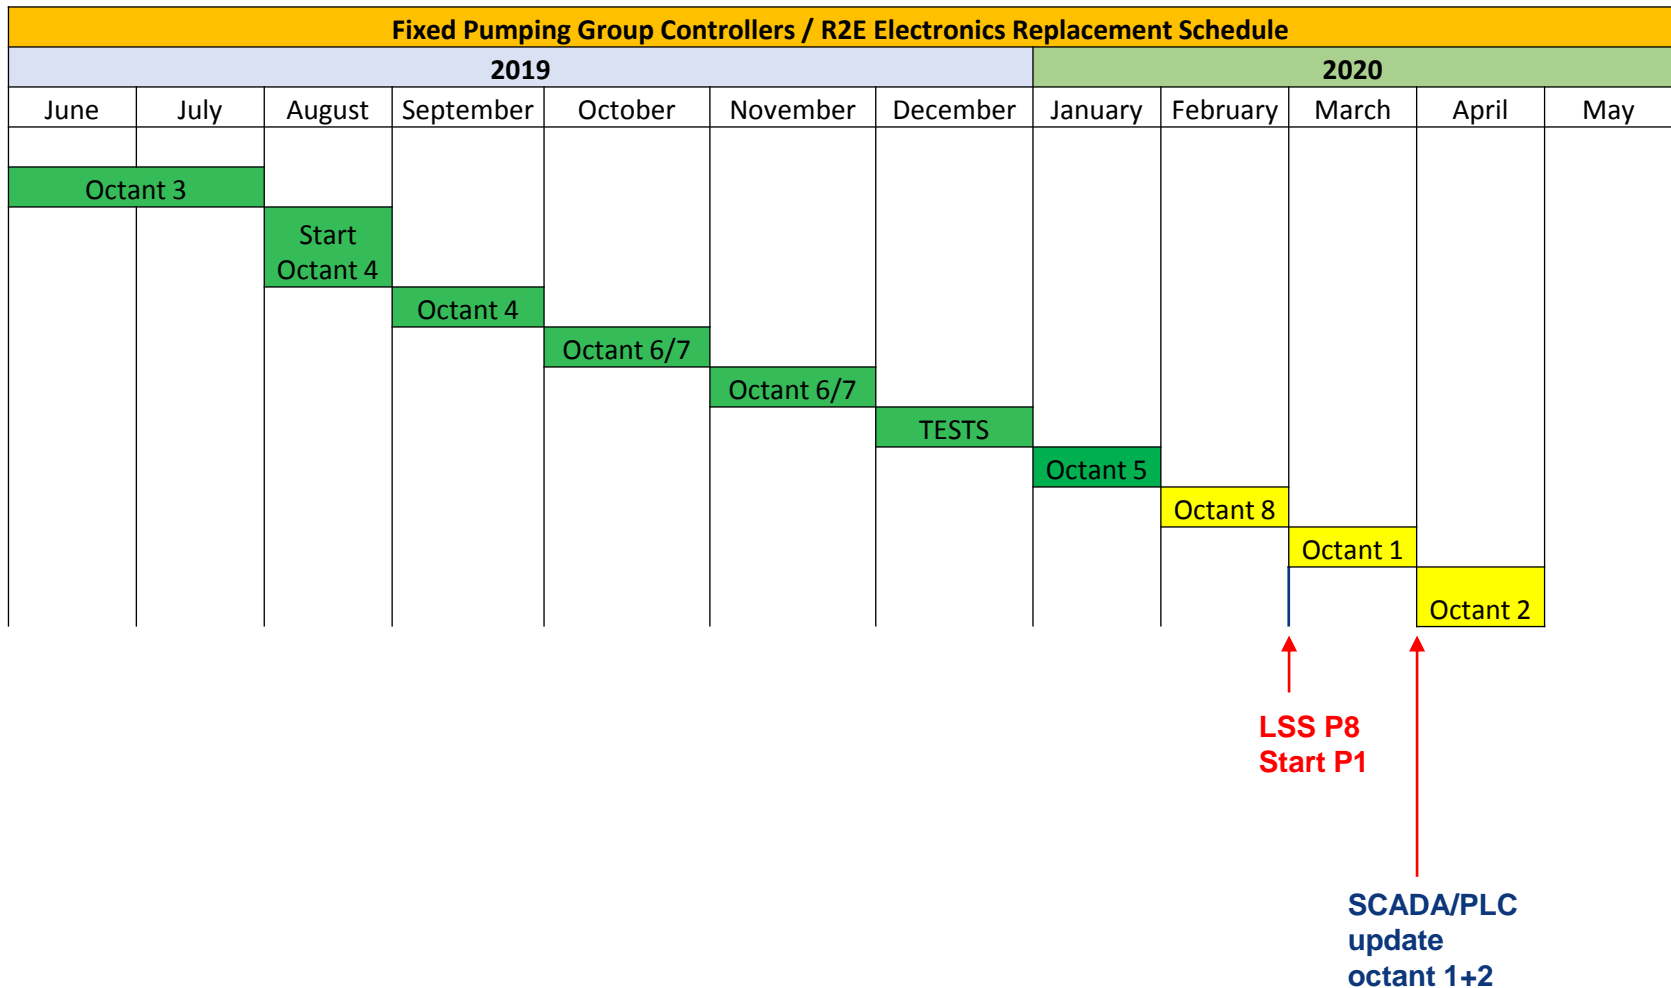 Fixed Pumping Group Controllers / R2E Electronics Replacement Schedule
2019 2020
June July August September October November December January February March April May
Octant 3
Start
Octant 4
Octant 4
Octant 6/7
Octant 6/7
TESTS
Octant 5
Octant 8
Octant 1
Octant 2
LSS P8
Start P1
SCADA/PLC
update
octant 1+2